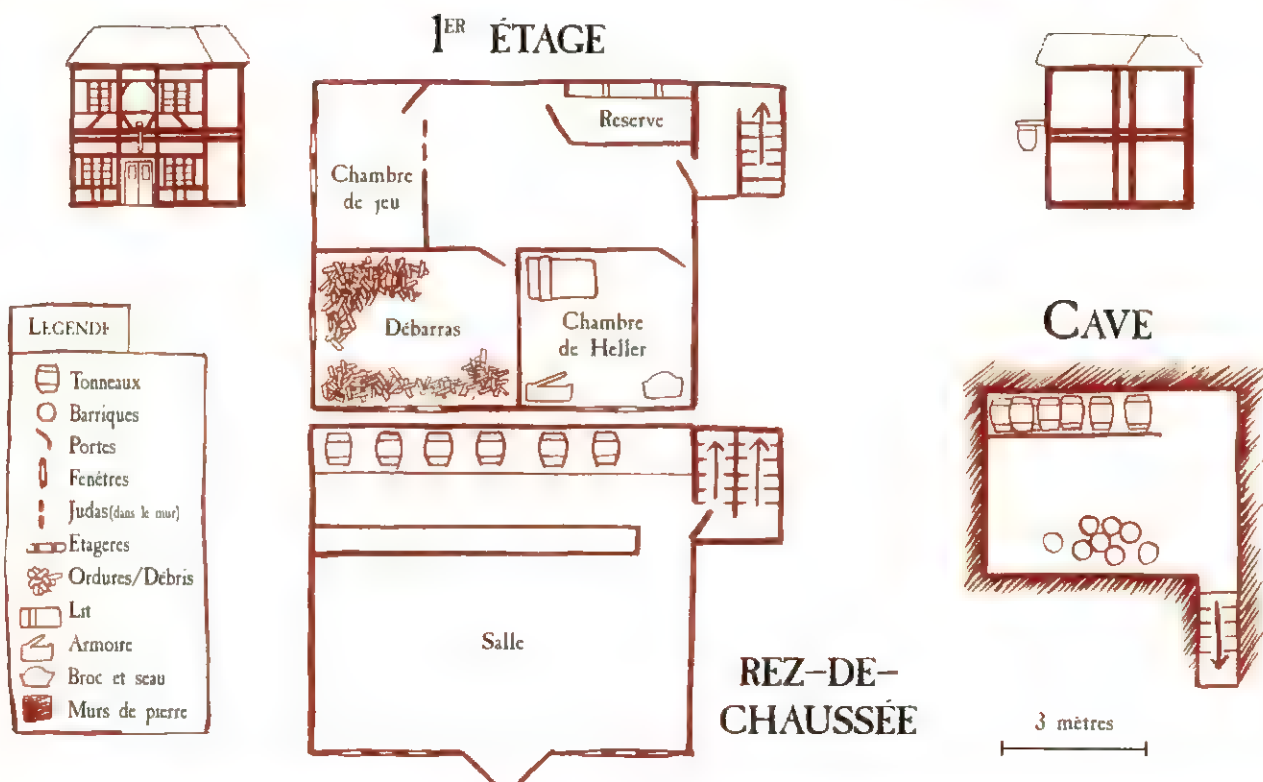 1ER ÉTAGE
Reserve
Chambre
de jeu
Débarras
Chambre
de Heller
CAVE
LEGENDE
Tonneaux
Barriques
Portes
Fenêtres
Judas(dans le mur)
Etageres
Ordures/Débris
Lit
Armoire
Broc et seau
Murs de pierre
Salle
REZ-DE-
CHAUSSÉE
3 mètres